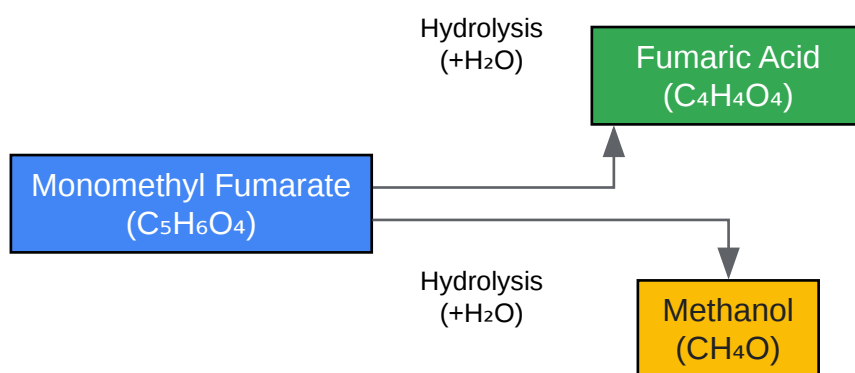 Hydrolysis
(+H₂O)
Fumaric Acid
(C₄H₄O₄)
Monomethyl Fumarate
(C₅H₆O₄)
Hydrolysis
(+H₂O)
Methanol
(CH₄O)